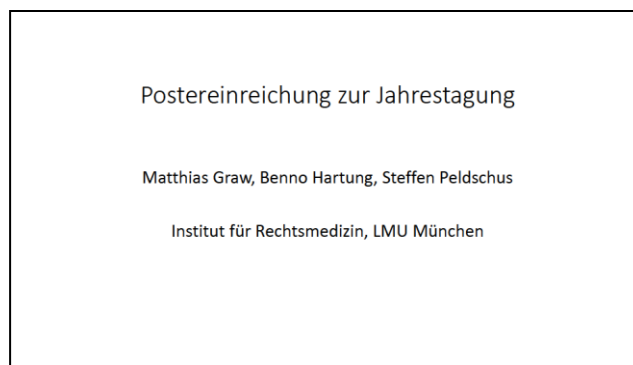 Postereinreichung zur Jahrestagung
Matthias Graw, Benno Hartung, Steffen Peldschus
Institut für Rechtsmedizin, LMU München